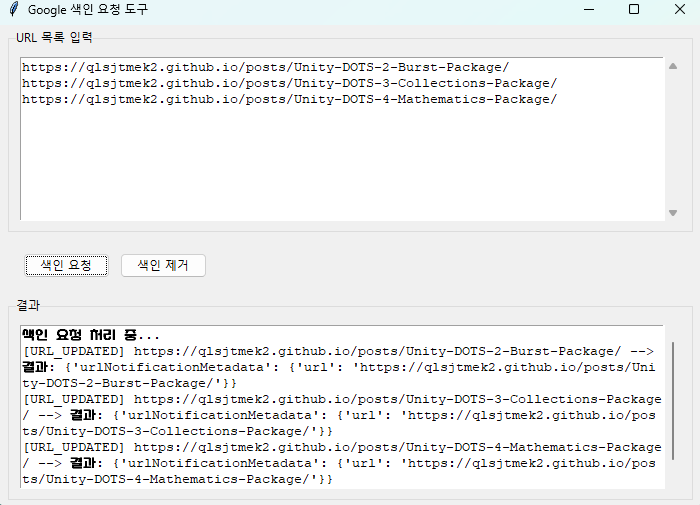 Google 색인 요청 도구
URL 목록 입력
https://qlsjtmek2.github.io/posts/Unity-DOTS-2-Burst-Package/
https://qlsjtmek2.github.io/posts/Unity-DOTS-3-Collections-Package/
https://qlsjtmek2.github.io/posts/Unity-DOTS-4-Mathematics-Package/
색인 요청 색인 제거
결과
색인 요청 처리 중...
[URL_UPDATED] https://qlsjtmek2.github.io/posts/Unity-DOTS-2-Burst-Package/ -->
결과: {'urlNotificationMetadata': {'url': 'https://qlsjtmek2.github.io/posts/Uni
ty-DOTS-2-Burst-Package/'}}
[URL_UPDATED] https://qlsjtmek2.github.io/posts/Unity-DOTS-3-Collections-Package
/ --> 결과: {'urlNotificationMetadata': {'url': 'https://qlsjtmek2.github.io/pos
ts/Unity-DOTS-3-Collections-Package/'}}
[URL_UPDATED] https://qlsjtmek2.github.io/posts/Unity-DOTS-4-Mathematics-Package
/ --> 결과: {'urlNotificationMetadata': {'url': 'https://qlsjtmek2.github.io/pos
ts/Unity-DOTS-4-Mathematics-Package/'}}